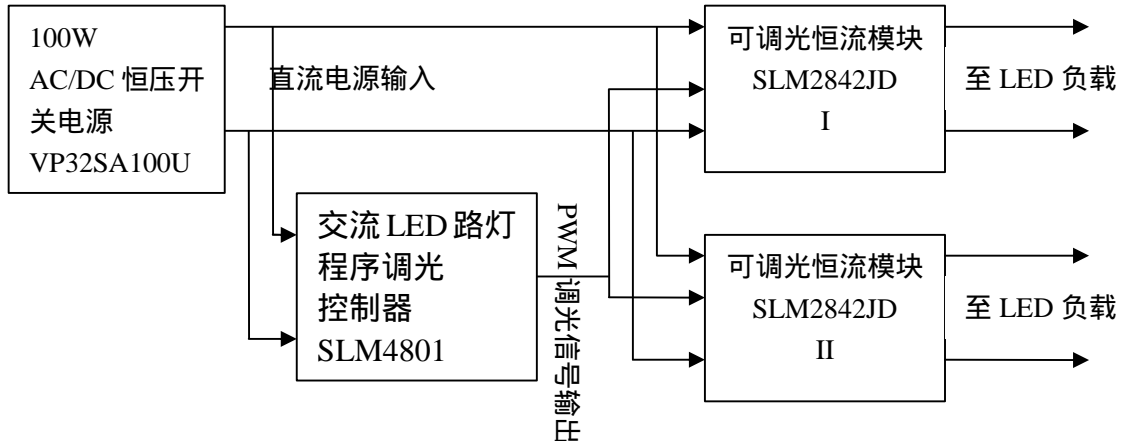 100W
AC/DC 恒压开
关电源
VP32SA100U
直流电源输入
可调光恒流模块
SLM2842JD
I
至 LED 负载
交流 LED 路灯
程序调光
控制器
SLM4801
PWM 调光信号输出
可调光恒流模块
SLM2842JD
II
至 LED 负载